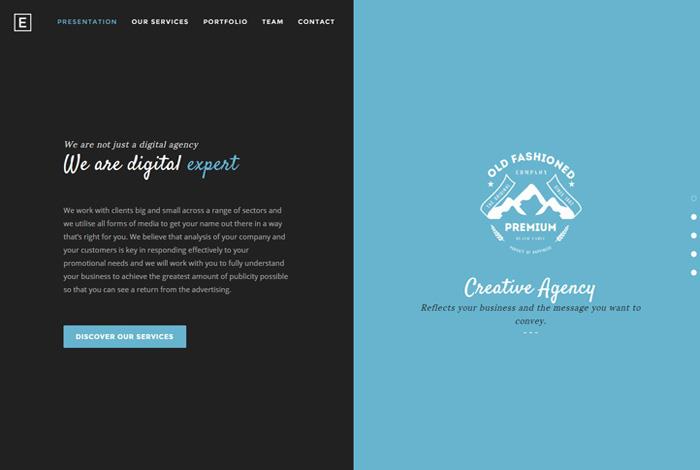 E
PRESENTATION OUR SERVICES PORTFOLIO TEAM CONTACT
We are not just a digital agency
We are digital expert
We work with clients big and small across a range of sectors and
we utilise all forms of media to get your name out there in a way
that's right for you. We believe that analysis of your company and
your customers is key in responding effectively to your
promotional needs and we will work with you to fully understand
your business to achieve the greatest amount of publicity possible
so that you can see a return from the advertising.
DISCOVER OUR SERVICES
OLD FASHIONED
COMPANY
PREMIUM
Creative Agency
Reflects your business and the message you want to
convey.